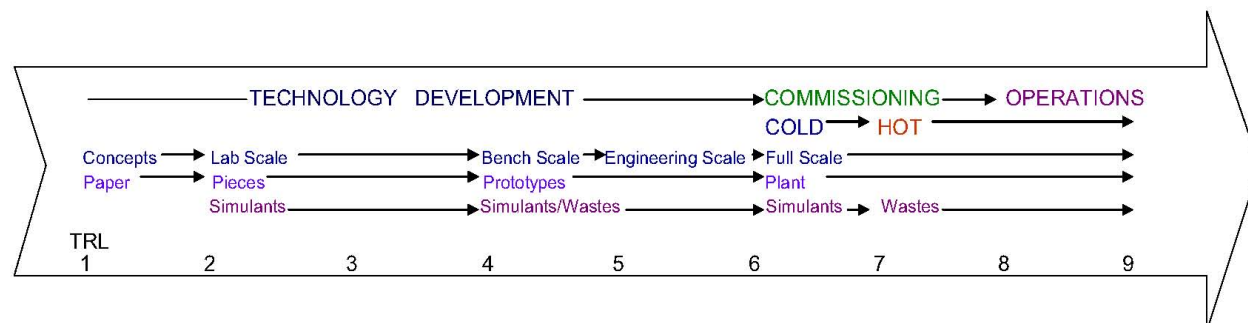 TECHNOLOGY DEVELOPMENT COMMISSIONING OPERATIONS
COLD HOT
Concepts Lab Scale Bench Scale Engineering Scale Full Scale
Paper Pieces Prototypes Plant
Simulants Simulants/Wastes Simulants Wastes
TRL
1 2 3 4 5 6 7 8 9